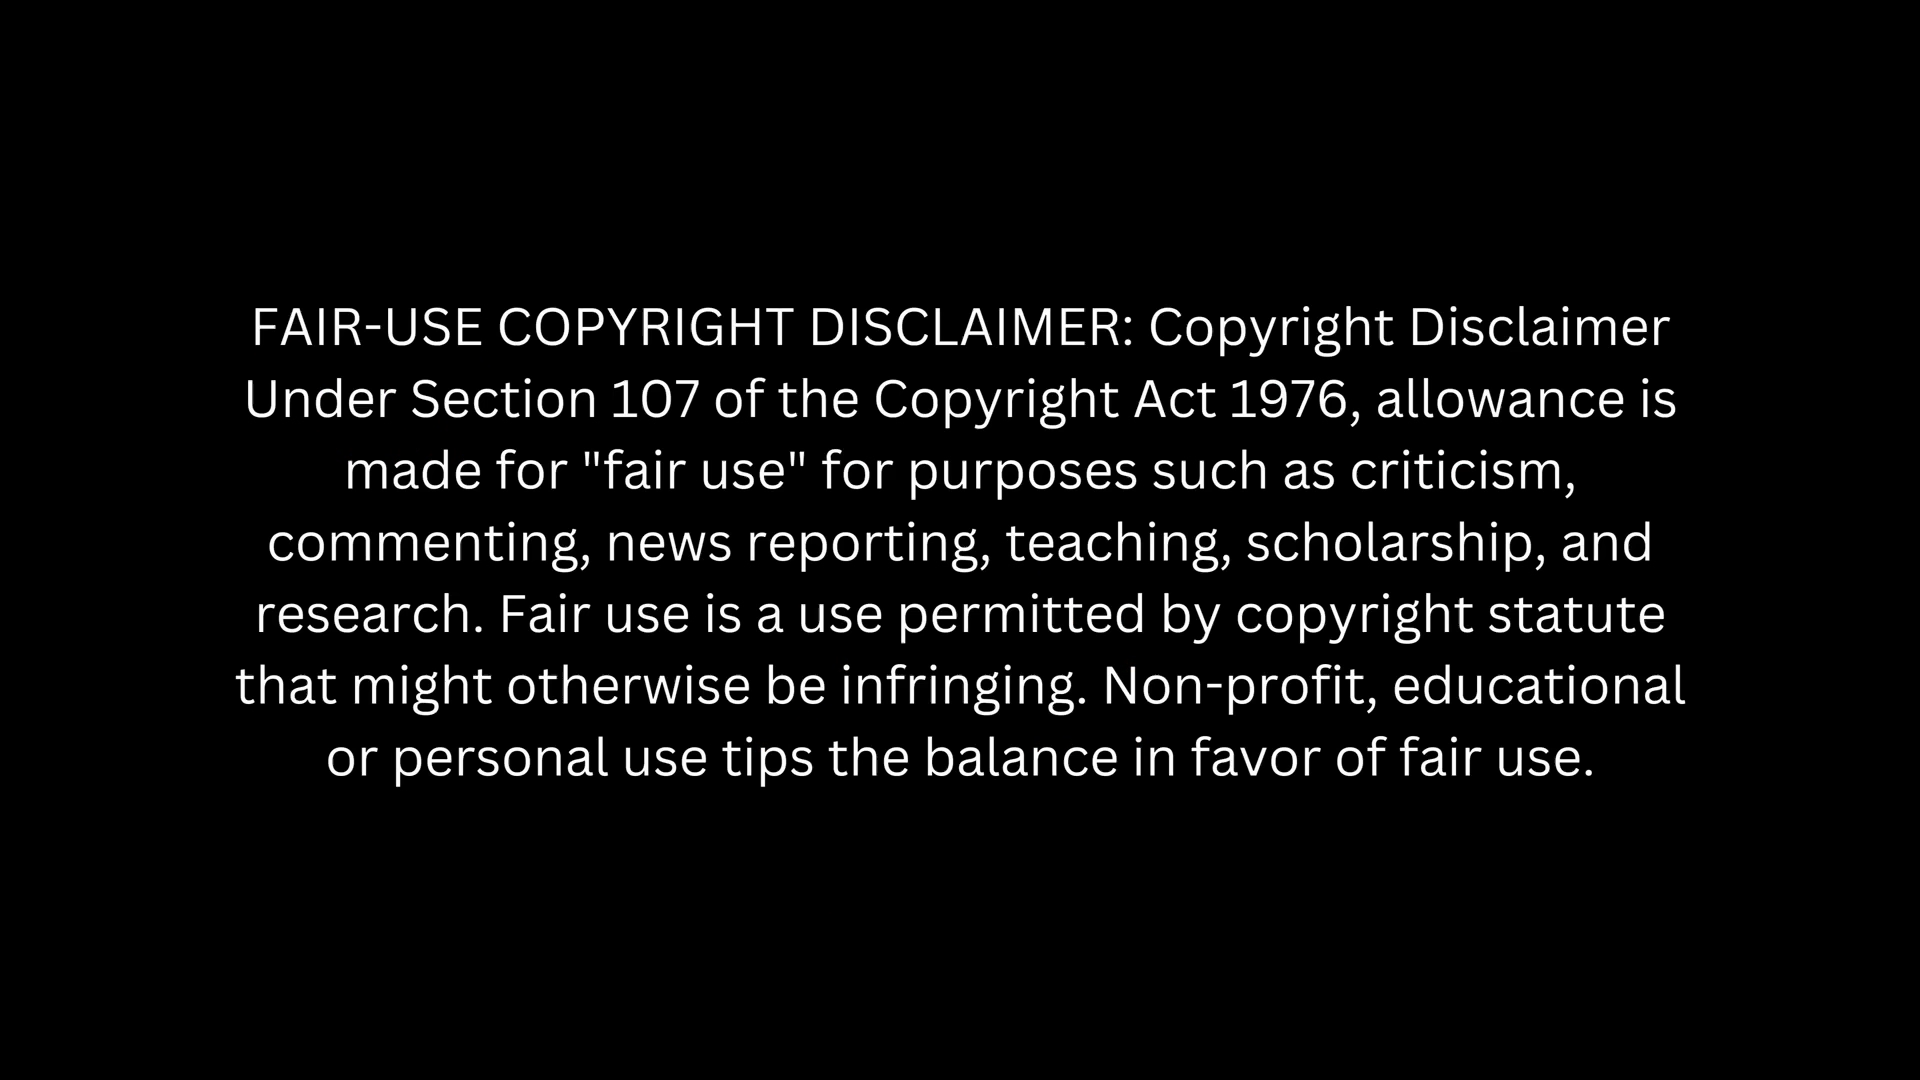 FAIR-USE COPYRIGHT DISCLAIMER: Copyright Disclaimer
Under Section 107 of the Copyright Act 1976, allowance is
made for "fair use" for purposes such as criticism,
commenting, news reporting, teaching, scholarship, and
research. Fair use is a use permitted by copyright statute
that might otherwise be infringing. Non-profit, educational
or personal use tips the balance in favor of fair use.